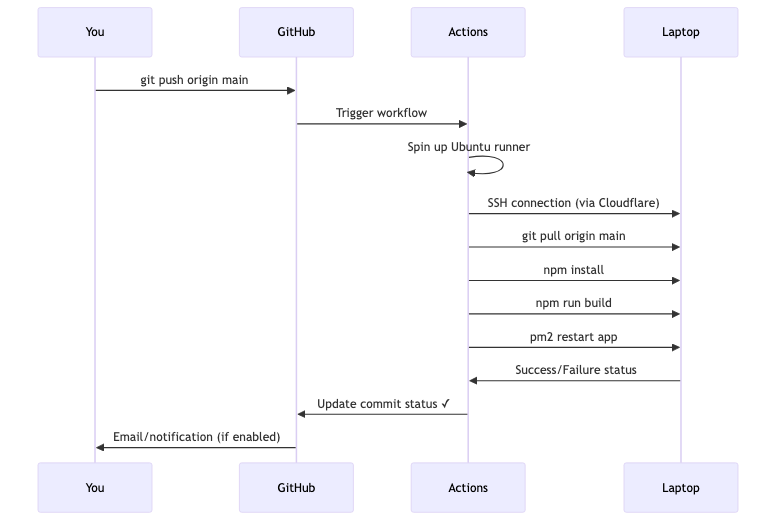 You
GitHub
Actions
Laptop
git push origin main
Trigger workflow
Spin up Ubuntu runner
SSH connection (via Cloudflare)
git pull origin main
npm install
npm run build
pm2 restart app
Success/Failure status
Update commit status ✓
Email/notification (if enabled)
You
GitHub
Actions
Laptop